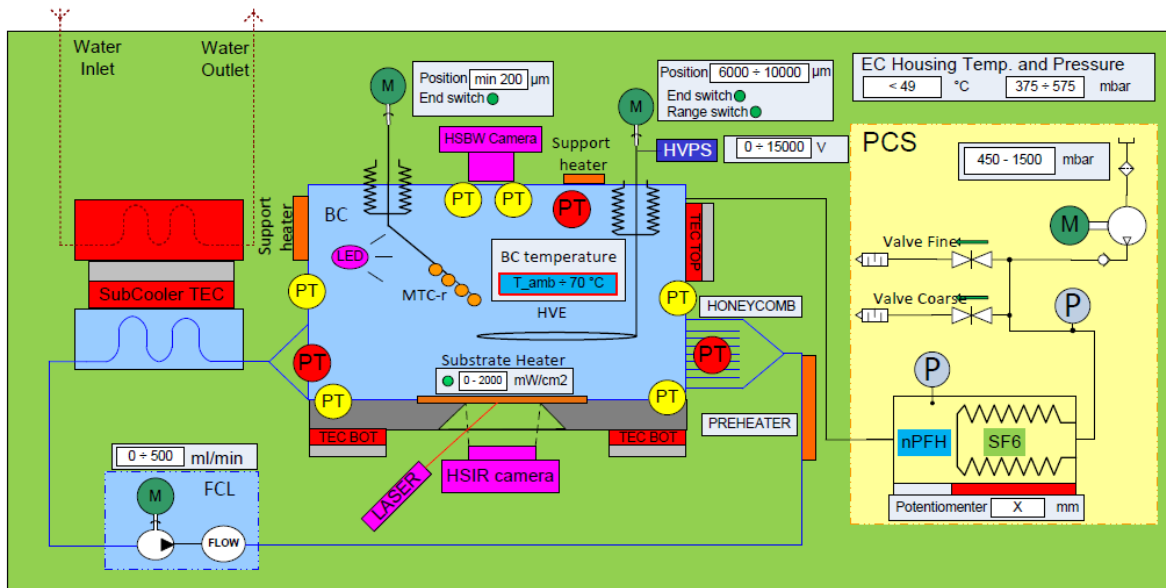 Water
Inlet
Water
Outlet
M
Position min 200 µm
End switch
M
Position 6000 ÷ 10000 µm
End switch
Range switch
EC Housing Temp. and Pressure
< 49 °C 375 ÷ 575 mbar
HSBW Camera
Support
heater
HVPS 0 ÷ 15000 V
PCS
450 - 1500 mbar
M
Valve Fine
Valve Coarse
P
P
nPFH
SF6
Potentiomenter X mm
Support
heater
BC
PT
PT
PT
LED
MTC-r
BC temperature
T_amb ÷ 70 °C
HVE
TEC TOP
PT
HONEYCOMB
PT
SubCooler TEC
PT
PT
PT
Substrate Heater
0 - 2000 mW/cm2
PT
PREHEATER
TEC BOT
TEC BOT
LASER
HSIR camera
0 ÷ 500 ml/min
M
FCL
FLOW